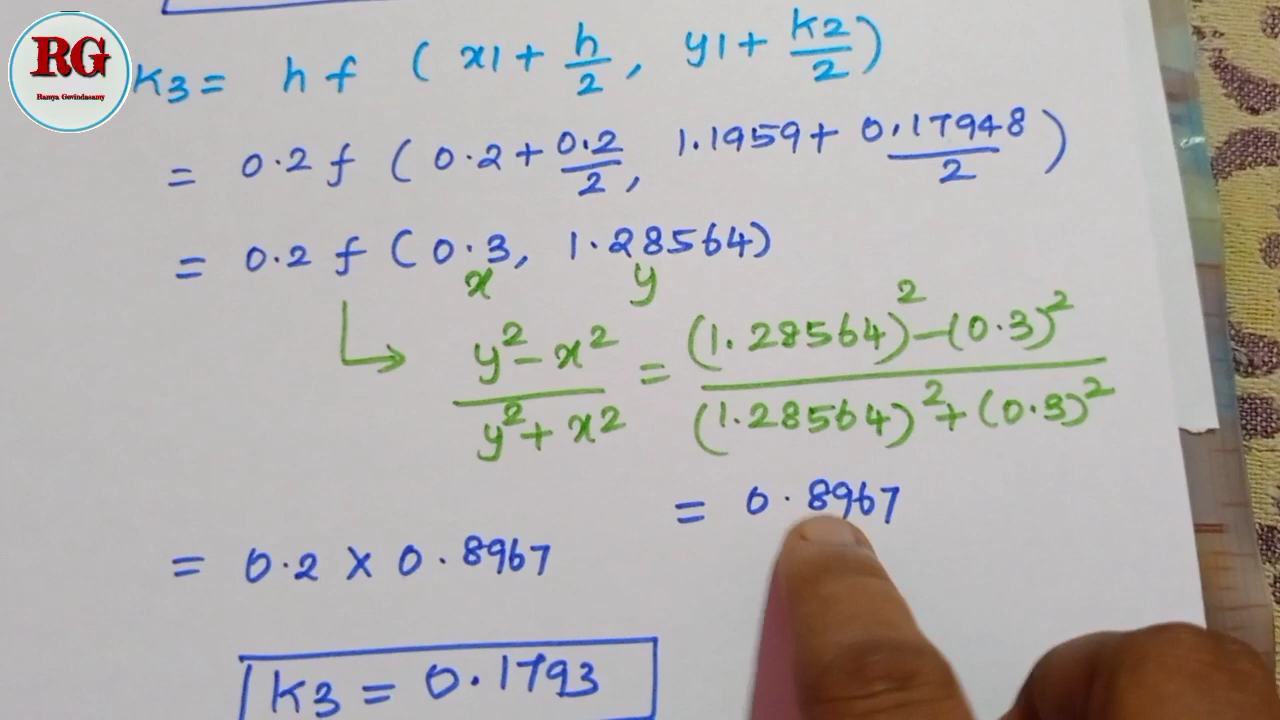 RG
Ramya Govindasamy
K3 = hf (x1 + h/2, y1 + K2/2)
= 0.2 f (0.2 + 0.2/2, 1.1959 + 0.17948/2)
= 0.2 f (0.3, 1.28564)
x y
↳ y² - x² / y² + x² = (1.28564)² - (0.3)² / (1.28564)² + (0.3)²
= 0.8967
= 0.2 × 0.8967
K3 = 0.1793